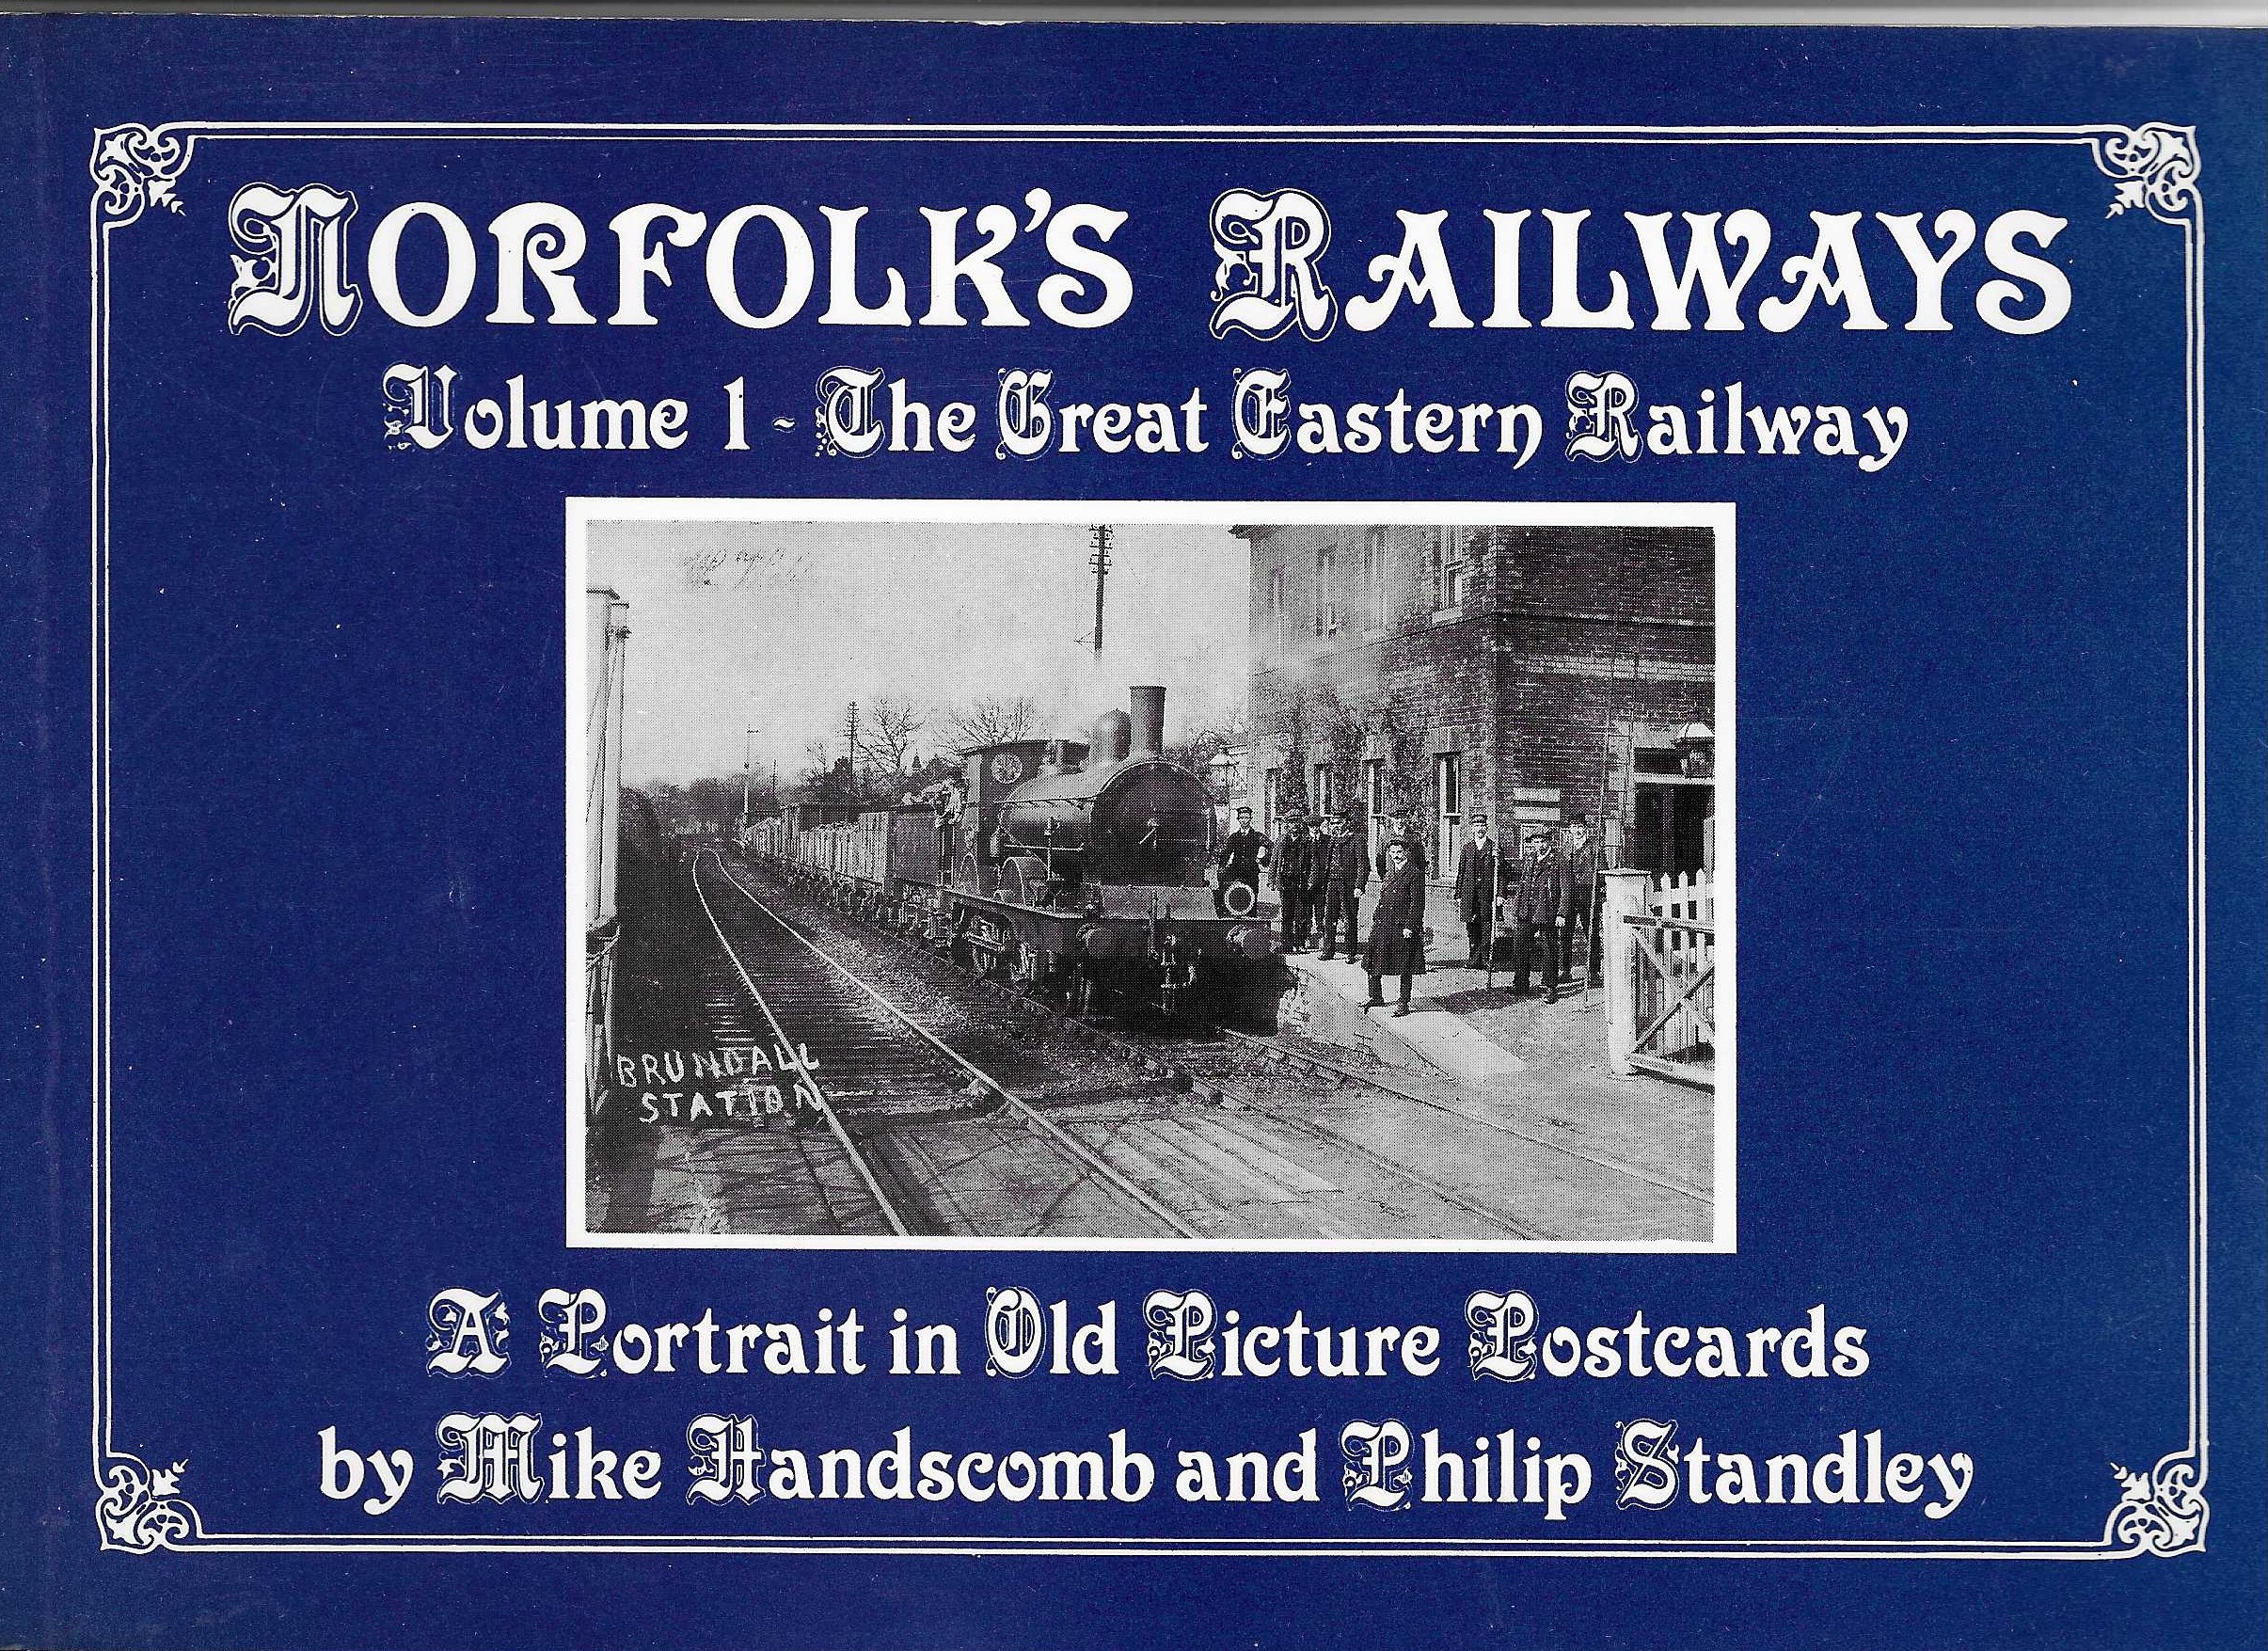 NORFOLK'S RAILWAYS
Volume 1 - The Great Eastern Railway
BRUNDALL
STATION
A Portrait in Old Picture Postcards
by Mike Handscomb and Philip Standley